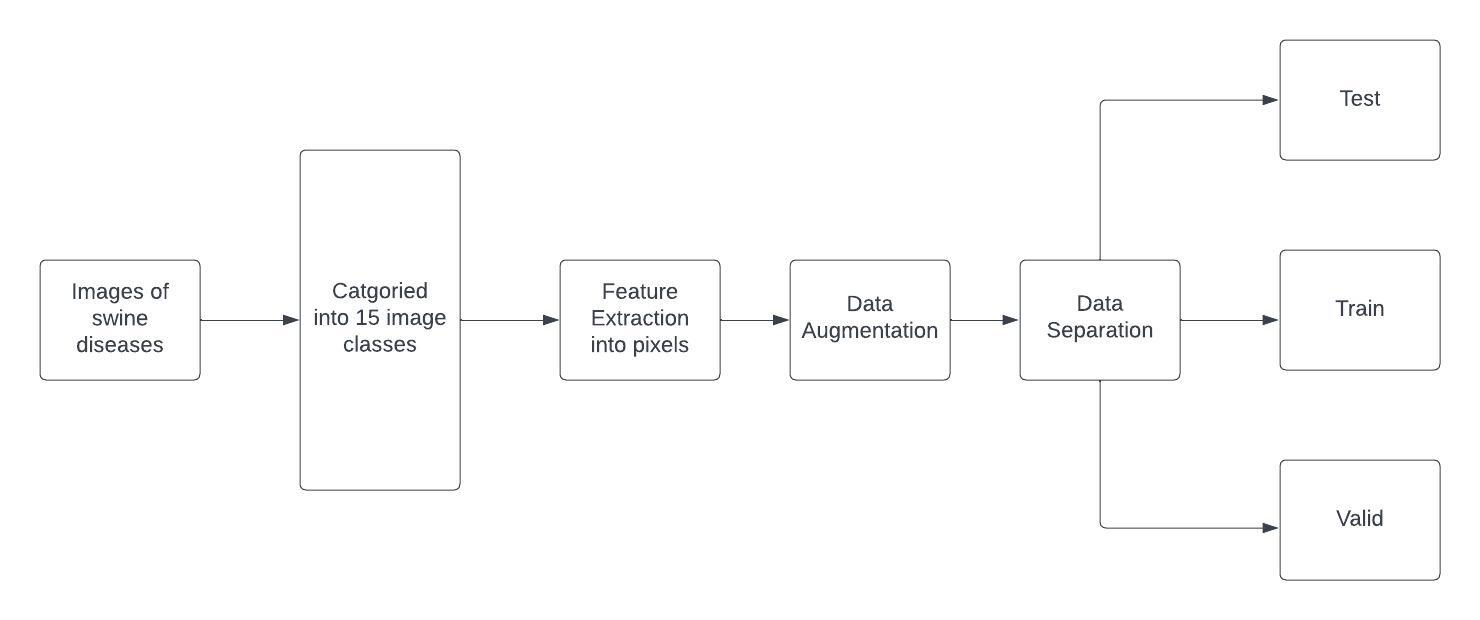 Images of
swine
diseases
Catgoried
into 15 image
classes
Feature
Extraction
into pixels
Data
Augmentation
Data
Separation
Test
Train
Valid